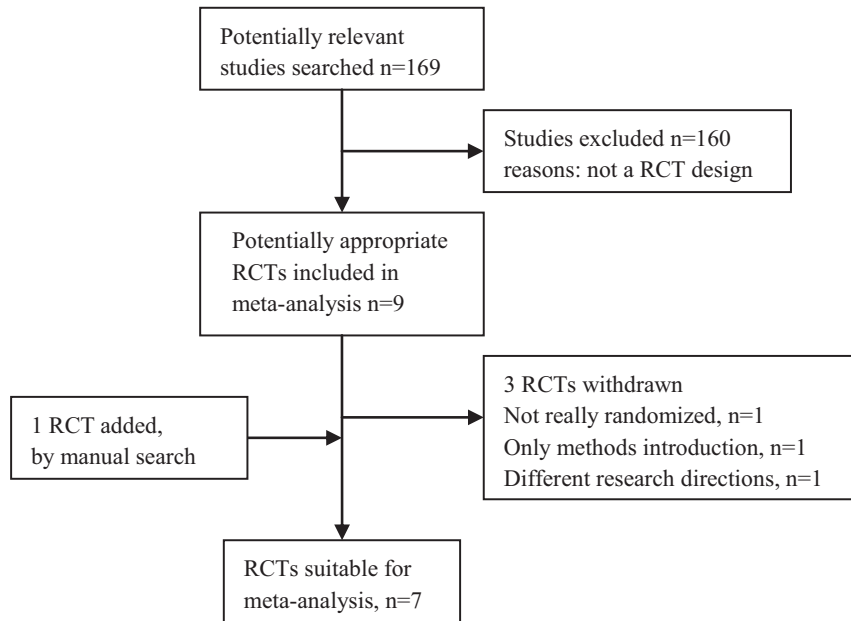 Potentially relevant
studies searched n=169
Studies excluded n=160
reasons: not a RCT design
Potentially appropriate
RCTs included in
meta-analysis n=9
1 RCT added,
by manual search
3 RCTs withdrawn
Not really randomized, n=1
Only methods introduction, n=1
Different research directions, n=1
RCTs suitable for
meta-analysis, n=7